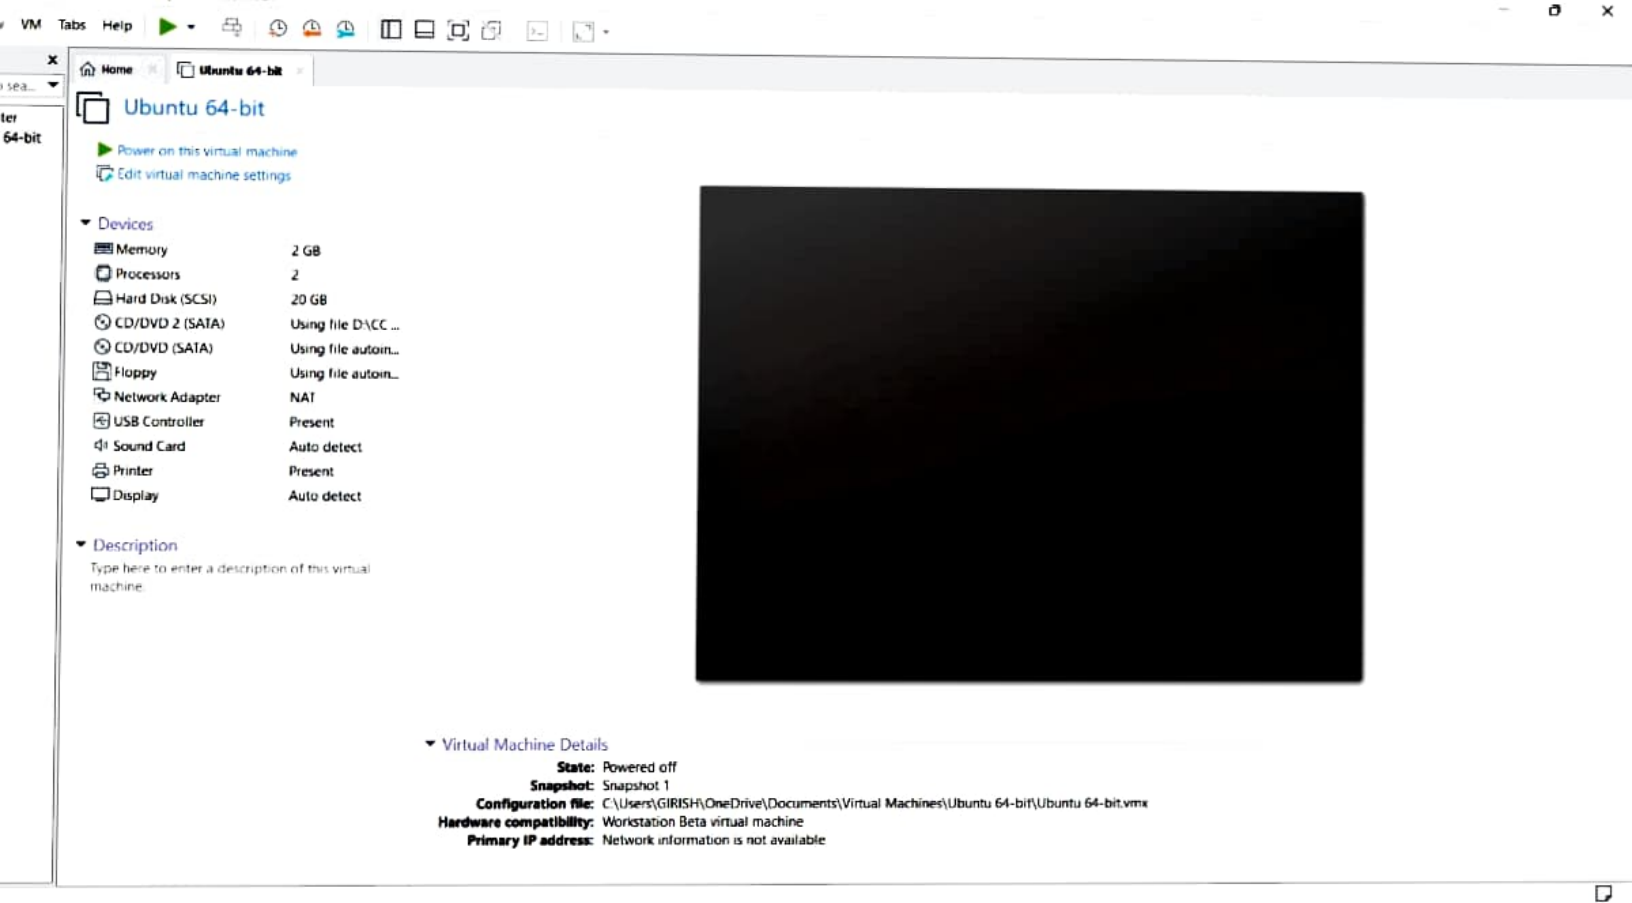 VM Tabs Help
sea...
Home
Ubuntu 64-bit
ter
64-bit
Ubuntu 64-bit
Power on this virtual machine
Edit virtual machine settings
Devices
Memory 2 GB
Processors 2
Hard Disk (SCSI) 20 GB
CD/DVD 2 (SATA) Using file D:\CC ...
CD/DVD (SATA) Using file autoin...
Floppy Using file autoin...
Network Adapter NAT
USB Controller Present
Sound Card Auto detect
Printer Present
Display Auto detect
Description
Type here to enter a description of this virtual
machine.
Virtual Machine Details
State: Powered off
Snapshot: Snapshot 1
Configuration file: C:\Users\GIRISH\OneDrive\Documents\Virtual Machines\Ubuntu 64-bit\Ubuntu 64-bit.vmx
Hardware compatibility: Workstation Beta virtual machine
Primary IP address: Network information is not available